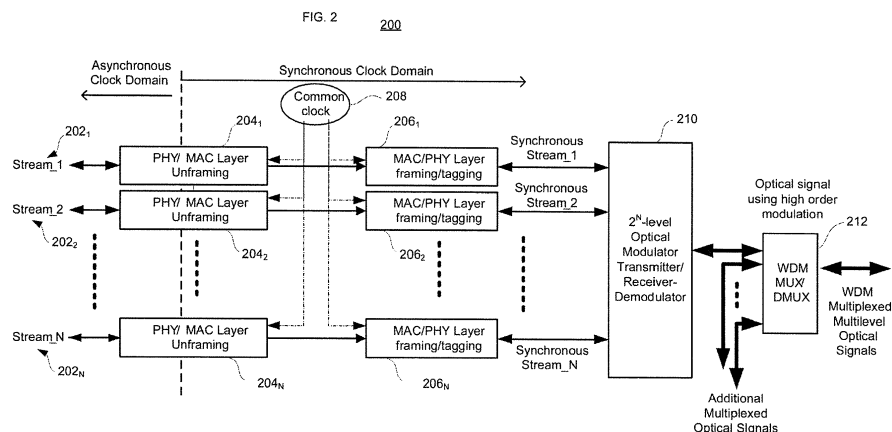 FIG. 2
200
Asynchronous
Clock Domain
Synchronous Clock Domain
Common
clock
208
202₁
204₁
206₁
210
Stream_1
PHY/ MAC Layer
Unframing
MAC/PHY Layer
framing/tagging
Synchronous
Stream_1
Stream_2
PHY/ MAC Layer
Unframing
MAC/PHY Layer
framing/tagging
Synchronous
Stream_2
202₂
204₂
206₂
2ᴺ-level
Optical
Modulator
Transmitter/
Receiver-
Demodulator
Optical signal
using high order
modulation
212
WDM
MUX/
DMUX
WDM
Multiplexed
Multilevel
Optical
Signals
Stream_N
PHY/ MAC Layer
Unframing
MAC/PHY Layer
framing/tagging
Synchronous
Stream_N
202ɴ
204ɴ
206ɴ
Additional
Multiplexed
Optical SIgnals